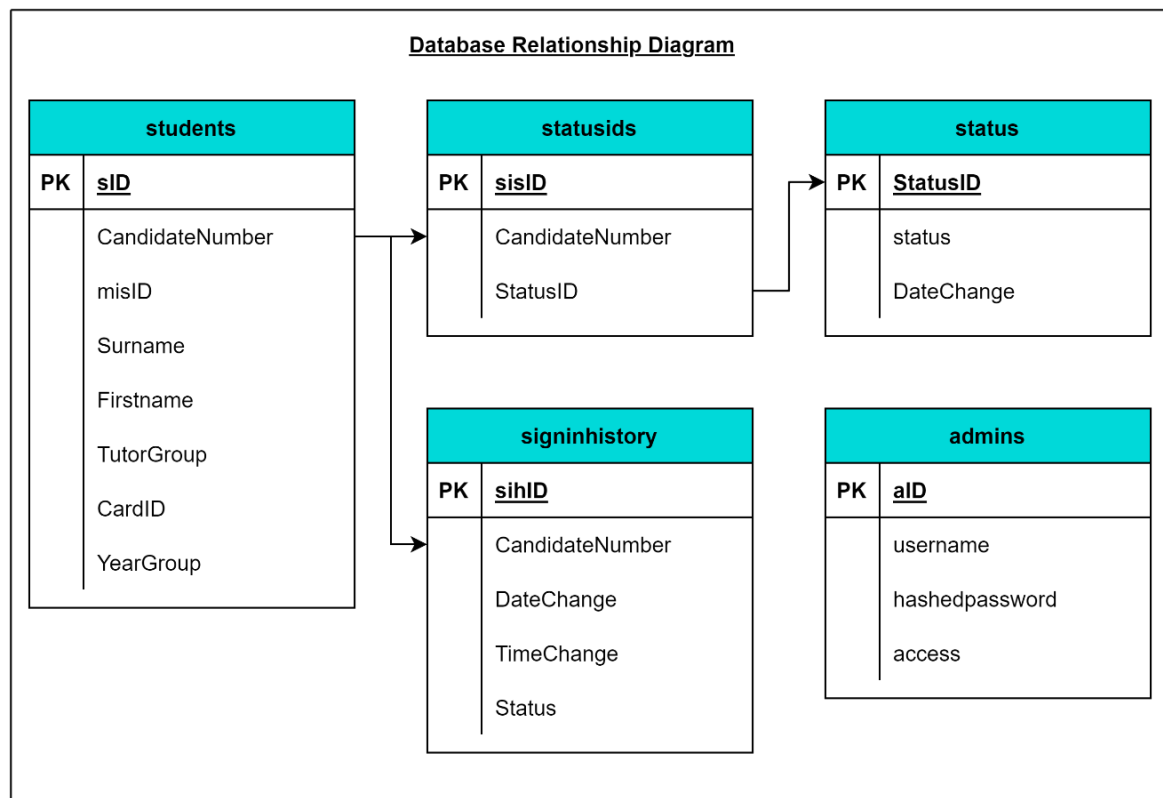 Database Relationship Diagram
students
PK sID
CandidateNumber
misID
Surname
Firstname
TutorGroup
CardID
YearGroup
statusids
PK sisID
CandidateNumber
StatusID
status
PK StatusID
status
DateChange
signinhistory
PK sihID
CandidateNumber
DateChange
TimeChange
Status
admins
PK aID
username
hashedpassword
access